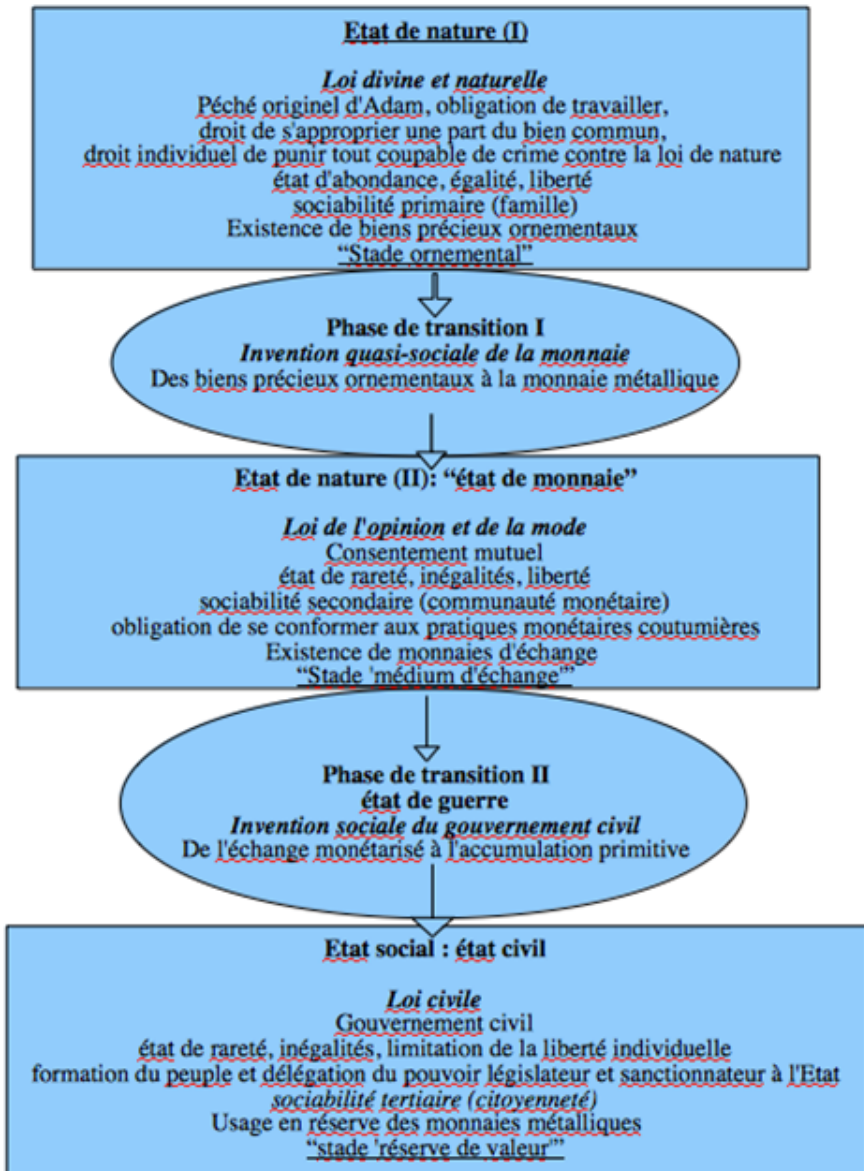 Etat de nature (I)
Loi divine et naturelle
Péché originel d'Adam, obligation de travailler,
droit de s'approprier une part du bien commun,
droit individuel de punir tout coupable de crime contre la loi de nature
état d'abondance, égalité, liberté
sociabilité primaire (famille)
Existence de biens précieux ornementaux
“Stade ornemental”
Phase de transition I
Invention quasi-sociale de la monnaie
Des biens précieux ornementaux à la monnaie métallique
Etat de nature (II): “état de monnaie”
Loi de l'opinion et de la mode
Consentement mutuel
état de rareté, inégalités, liberté
sociabilité secondaire (communauté monétaire)
obligation de se conformer aux pratiques monétaires coutumières
Existence de monnaies d'échange
“Stade 'médium d'échange'”
Phase de transition II
état de guerre
Invention sociale du gouvernement civil
De l'échange monétarisé à l'accumulation primitive
Etat social : état civil
Loi civile
Gouvernement civil
état de rareté, inégalités, limitation de la liberté individuelle
formation du peuple et délégation du pouvoir législateur et sanctionnateur à l'Etat
sociabilité tertiaire (citoyenneté)
Usage en réserve des monnaies métalliques
“stade 'réserve de valeur'”